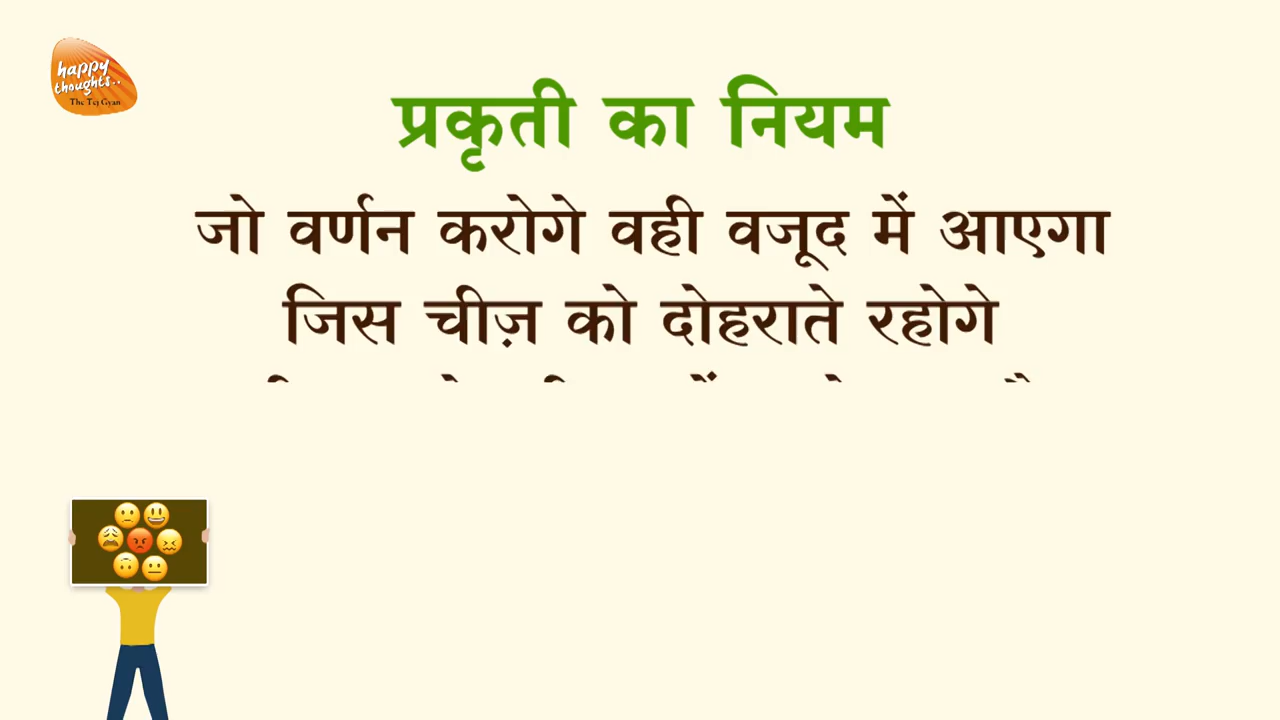 happy
thoughts..
The Tej Gyan
प्रकृती का नियम
जो वर्णन करोगे वही वजूद में आएगा
जिस चीज़ को दोहराते रहोगे